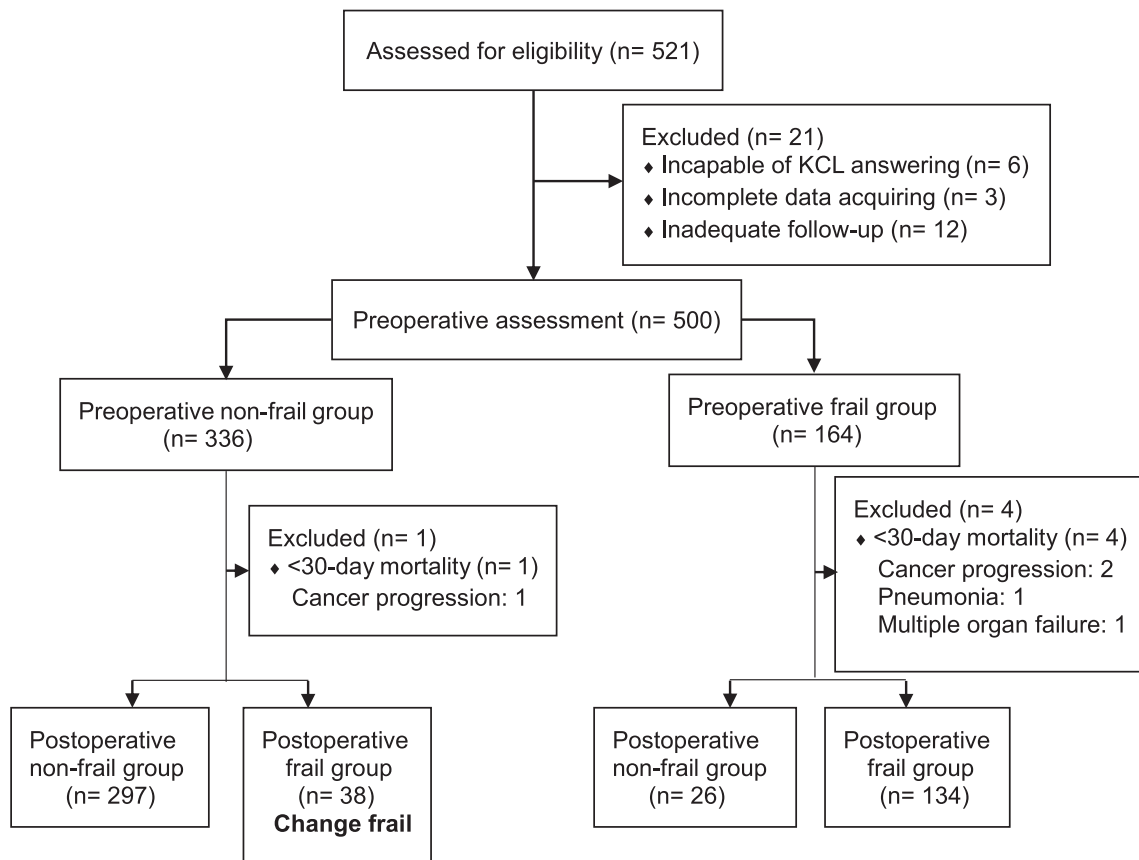 Assessed for eligibility (n= 521)
Excluded (n= 21)
♦ Incapable of KCL answering (n= 6)
♦ Incomplete data acquiring (n= 3)
♦ Inadequate follow-up (n= 12)
Preoperative assessment (n= 500)
Preoperative non-frail group
(n= 336)
Preoperative frail group
(n= 164)
Excluded (n= 1)
♦ <30-day mortality (n= 1)
Cancer progression: 1
Excluded (n= 4)
♦ <30-day mortality (n= 4)
Cancer progression: 2
Pneumonia: 1
Multiple organ failure: 1
Postoperative
non-frail group
(n= 297)
Postoperative
frail group
(n= 38)
Change frail
Postoperative
non-frail group
(n= 26)
Postoperative
frail group
(n= 134)